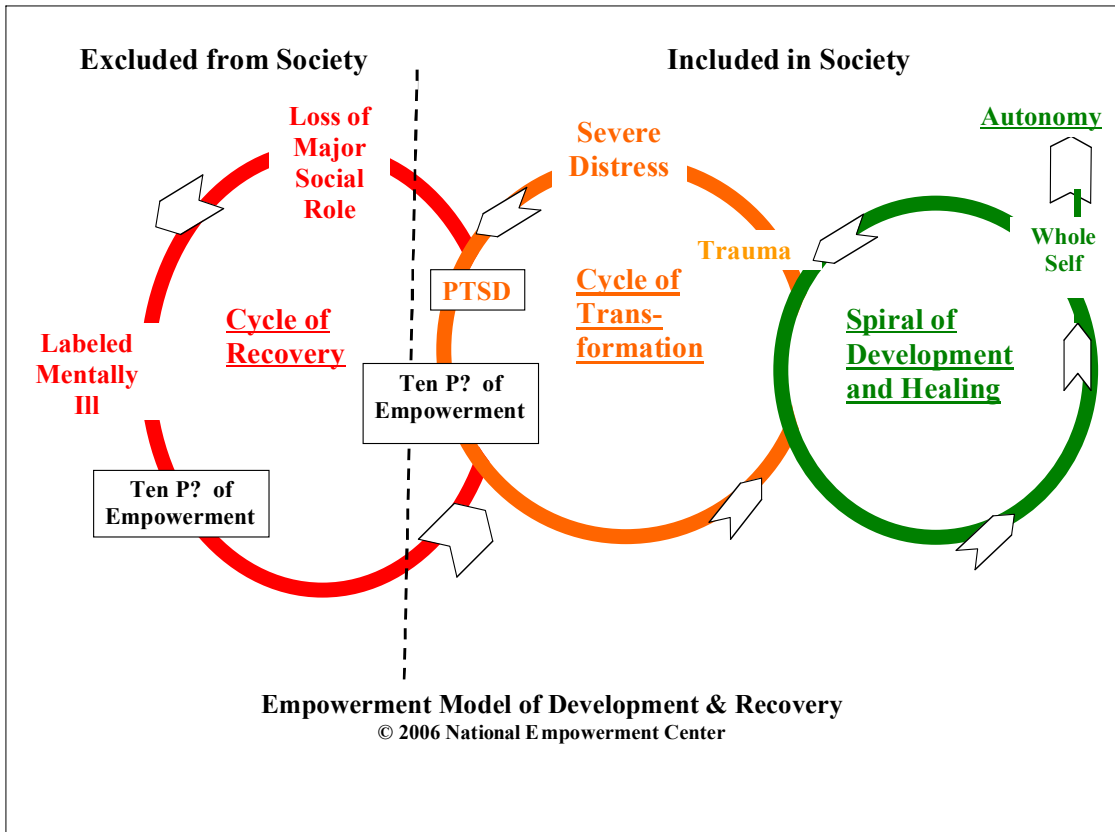 Excluded from Society
Included in Society
Loss of
Major
Social
Role
Severe
Distress
Autonomy
Trauma
Whole
Self
PTSD
Cycle of
Recovery
Cycle of
Trans-
formation
Spiral of
Development
and Healing
Labeled
Mentally
Ill
Ten P? of
Empowerment
Ten P? of
Empowerment
Empowerment Model of Development & Recovery
© 2006 National Empowerment Center